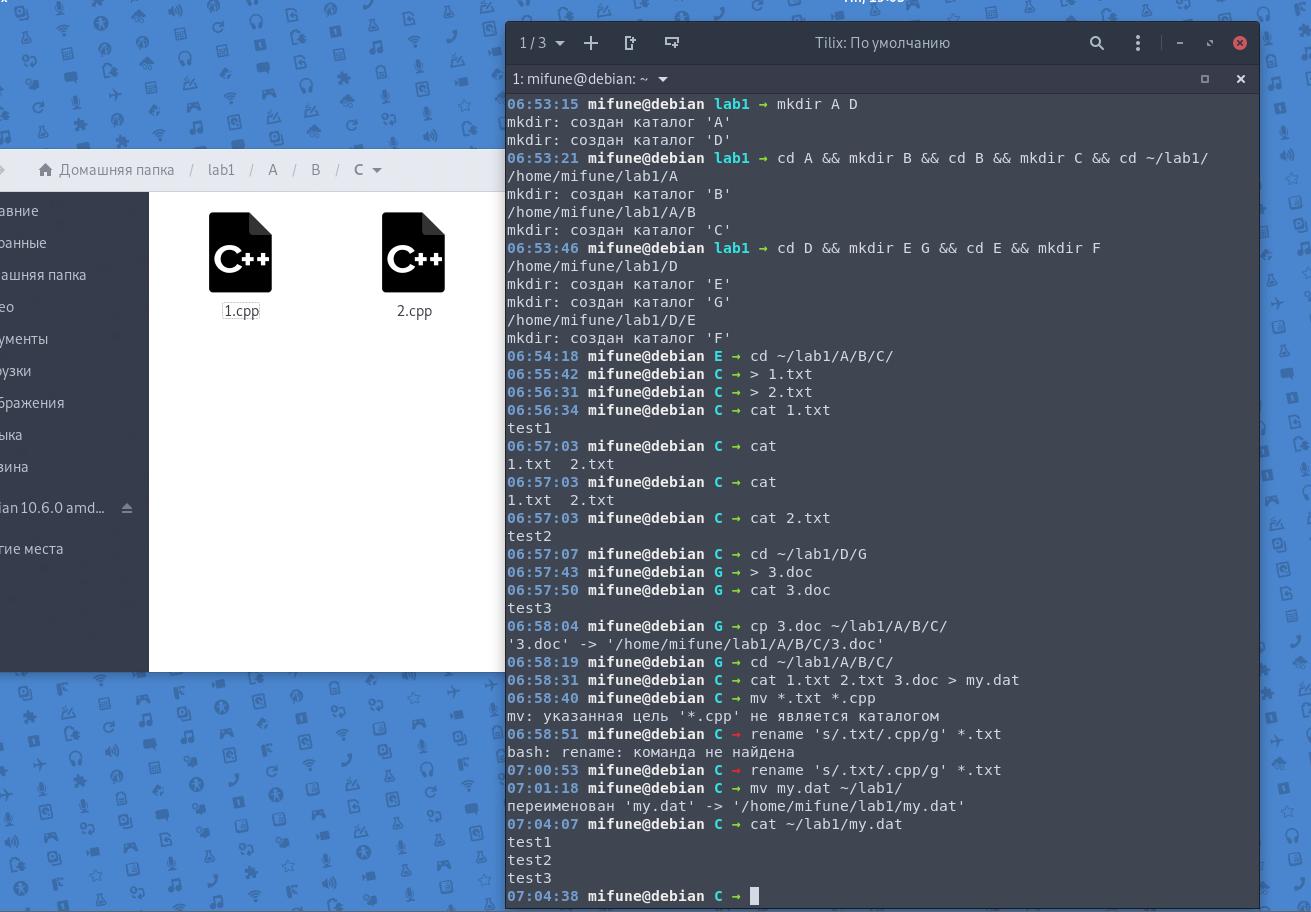 1 / 3
Tilix: По умолчанию
1: mifune@debian: ~
06:53:15 mifune@debian lab1 → mkdir A D
mkdir: создан каталог 'A'
mkdir: создан каталог 'D'
06:53:21 mifune@debian lab1 → cd A && mkdir B && cd B && mkdir C && cd ~/lab1/
/home/mifune/lab1/A
mkdir: создан каталог 'B'
/home/mifune/lab1/A/B
mkdir: создан каталог 'C'
06:53:46 mifune@debian lab1 → cd D && mkdir E G && cd E && mkdir F
/home/mifune/lab1/D
mkdir: создан каталог 'E'
mkdir: создан каталог 'G'
/home/mifune/lab1/D/E
mkdir: создан каталог 'F'
06:54:18 mifune@debian E → cd ~/lab1/A/B/C/
06:55:42 mifune@debian C → > 1.txt
06:56:31 mifune@debian C → > 2.txt
06:56:34 mifune@debian C → cat 1.txt
test1
06:57:03 mifune@debian C → cat
1.txt  2.txt
06:57:03 mifune@debian C → cat
1.txt  2.txt
06:57:03 mifune@debian C → cat 2.txt
test2
06:57:07 mifune@debian C → cd ~/lab1/D/G
06:57:43 mifune@debian G → > 3.doc
06:57:50 mifune@debian G → cat 3.doc
test3
06:58:04 mifune@debian G → cp 3.doc ~/lab1/A/B/C/
'3.doc' -> '/home/mifune/lab1/A/B/C/3.doc'
06:58:19 mifune@debian G → cd ~/lab1/A/B/C/
06:58:31 mifune@debian C → cat 1.txt 2.txt 3.doc > my.dat
06:58:40 mifune@debian C → mv *.txt *.cpp
mv: указанная цель '*.cpp' не является каталогом
06:58:51 mifune@debian C → rename 's/.txt/.cpp/g' *.txt
bash: rename: команда не найдена
07:00:53 mifune@debian C → rename 's/.txt/.cpp/g' *.txt
07:01:18 mifune@debian C → mv my.dat ~/lab1/
переименован 'my.dat' -> '/home/mifune/lab1/my.dat'
07:04:07 mifune@debian C → cat ~/lab1/my.dat
test1
test2
test3
07:04:38 mifune@debian C →
Домашняя папка / lab1 / A / B / C
авние
ранные
ашняя папка
ео
ументы
рузки
бражения
ыка
зина
ian 10.6.0 amd...
гие места
C++
1.cpp
C++
2.cpp